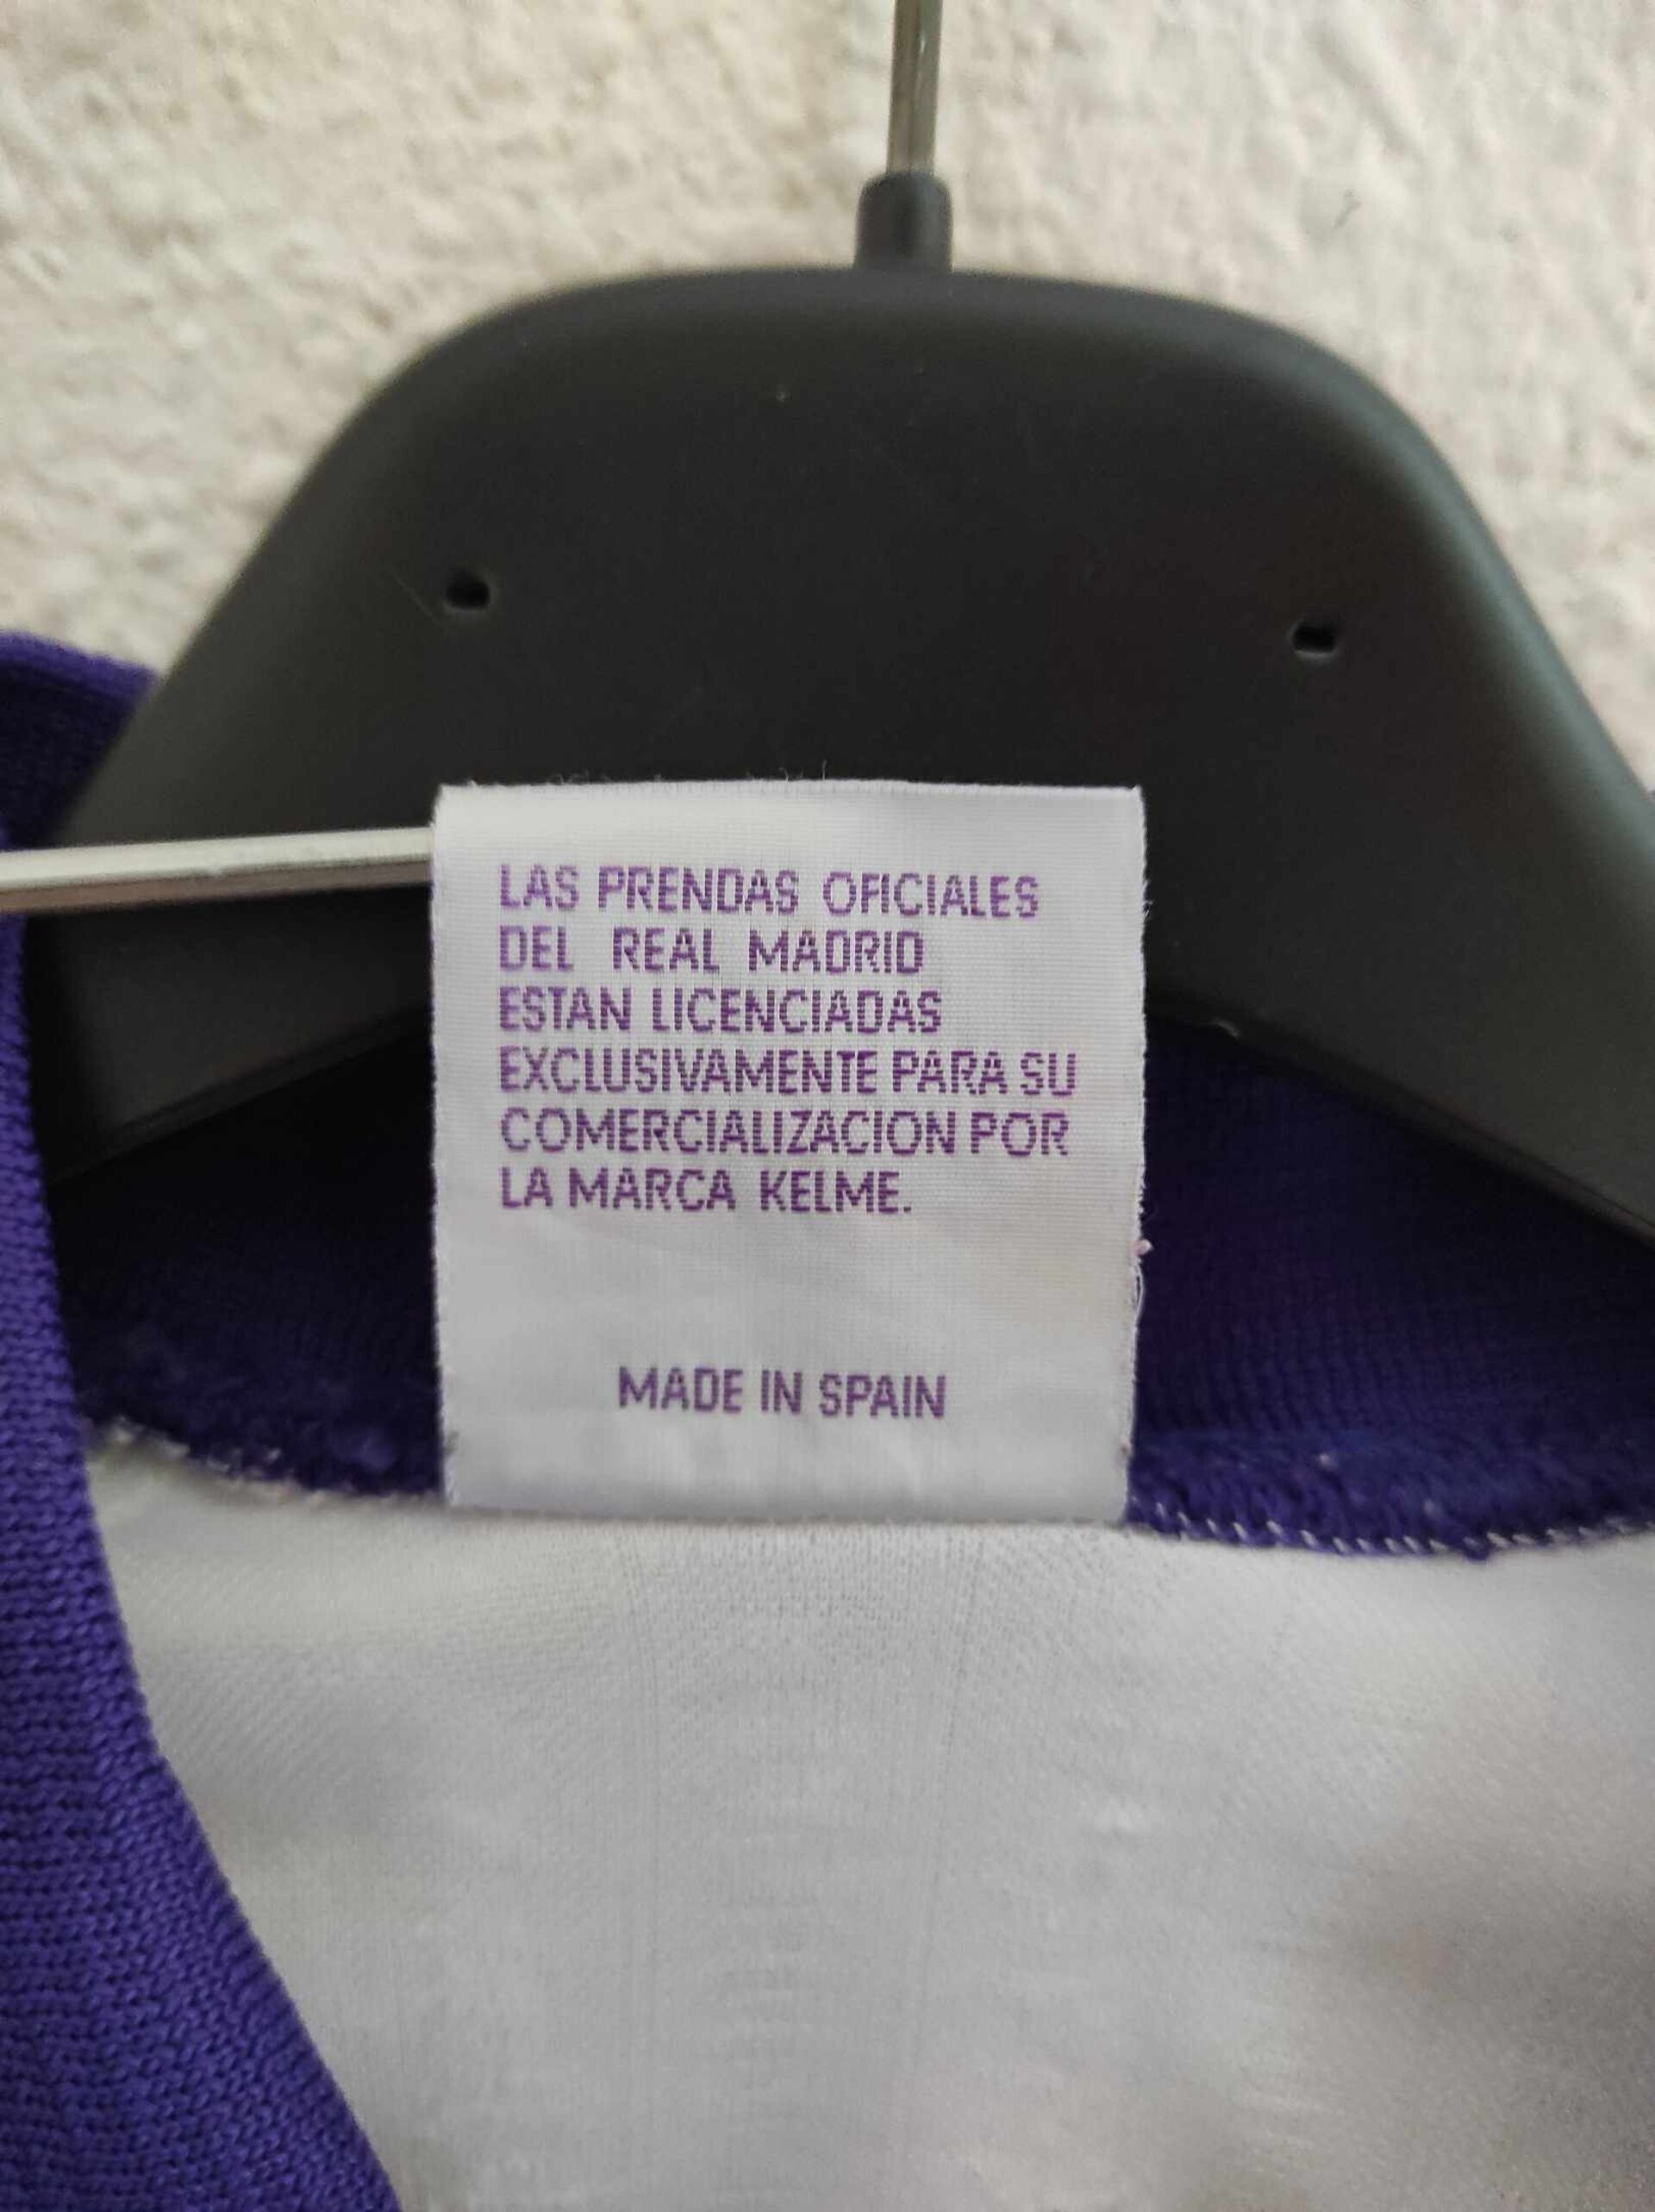 LAS PRENDAS OFICIALES
DEL REAL MADRID
ESTAN LICENCIADAS
EXCLUSIVAMENTE PARA SU
COMERCIALIZACION POR
LA MARCA KELME.
MADE IN SPAIN